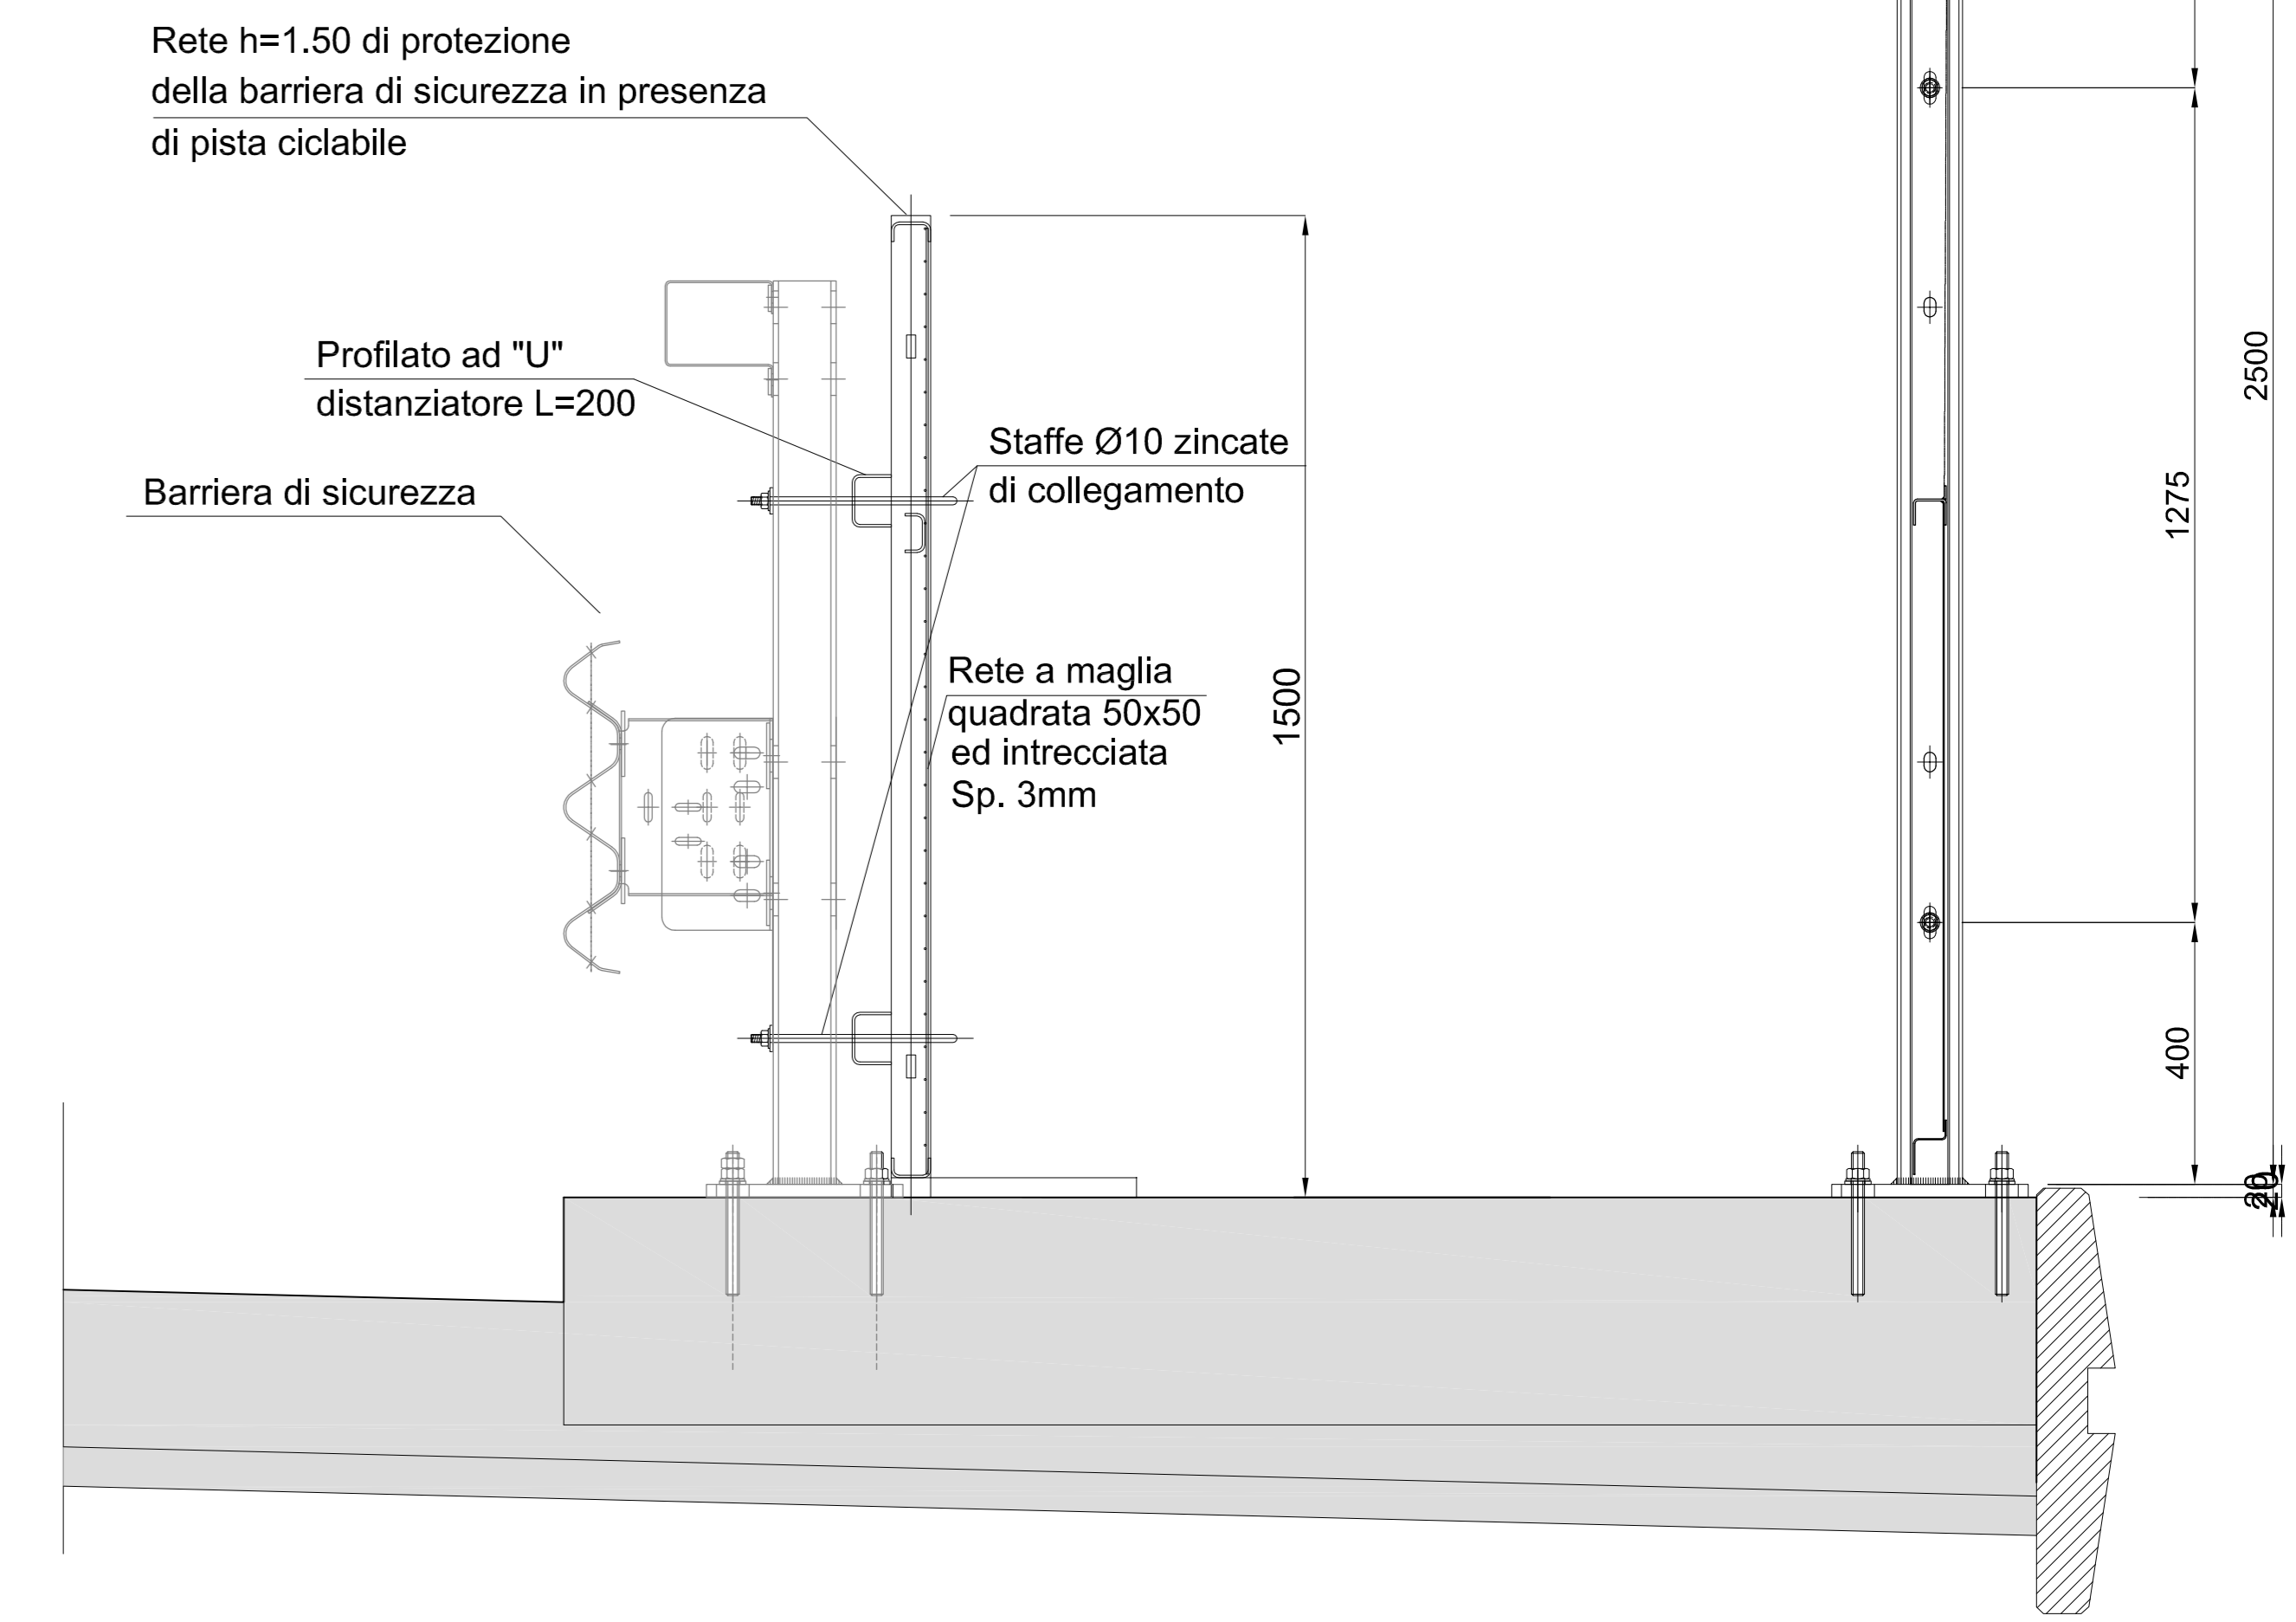 Rete h=1.50 di protezione
della barriera di sicurezza in presenza
di pista ciclabile
Profilato ad "U"
distanziatore L=200
Barriera di sicurezza
Staffe Ø10 zincate
di collegamento
Rete a maglia
quadrata 50x50
ed intrecciata
Sp. 3mm
1500
2500
1275
400
20